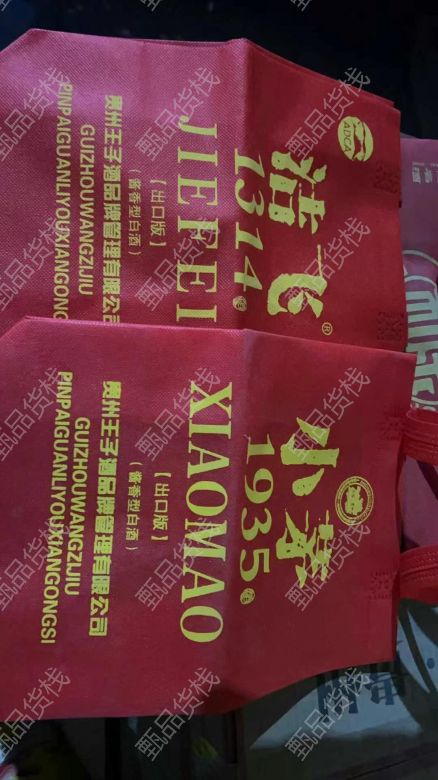 ADCA
洁飞®
1314
JIEFEI
【出口版】
（酱香型白酒）
贵州王子酒品牌管理有限公司
GUIZHOUWANGZIJIU
PINPAIGUANLIYOUXIANGONG
小茅
1935
XIAOMAO
【出口版】
（酱香型白酒）
贵州王子酒品牌管理有限公司
GUIZHOUWANGZIJIU
PINPAIGUANLIYOUXIANGONGSI
甄品货栈